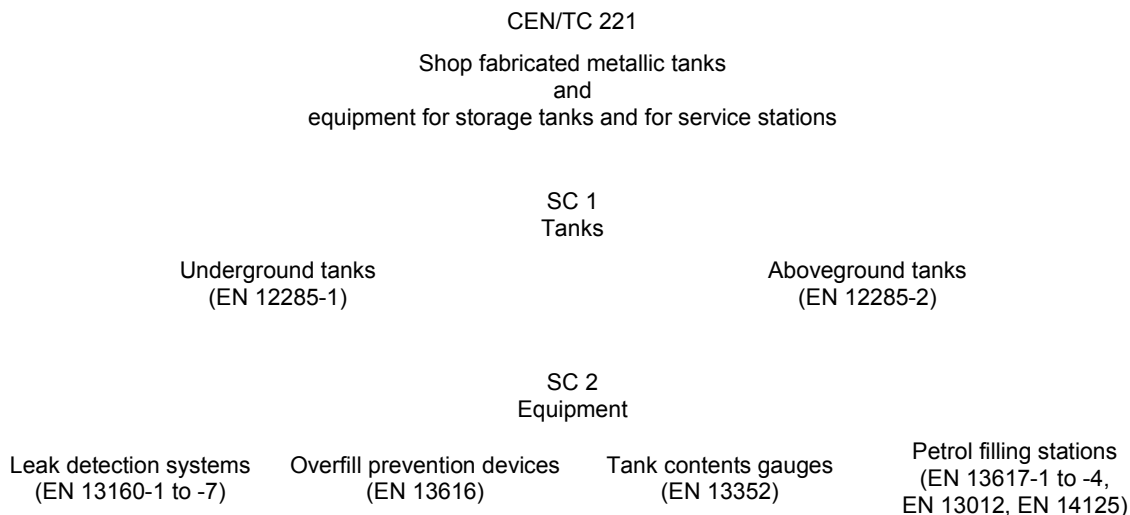 CEN/TC 221
Shop fabricated metallic tanks
and
equipment for storage tanks and for service stations
SC 1
Tanks
Underground tanks
(EN 12285-1)
Aboveground tanks
(EN 12285-2)
SC 2
Equipment
Leak detection systems
(EN 13160-1 to -7)
Overfill prevention devices
(EN 13616)
Tank contents gauges
(EN 13352)
Petrol filling stations
(EN 13617-1 to -4,
EN 13012, EN 14125)